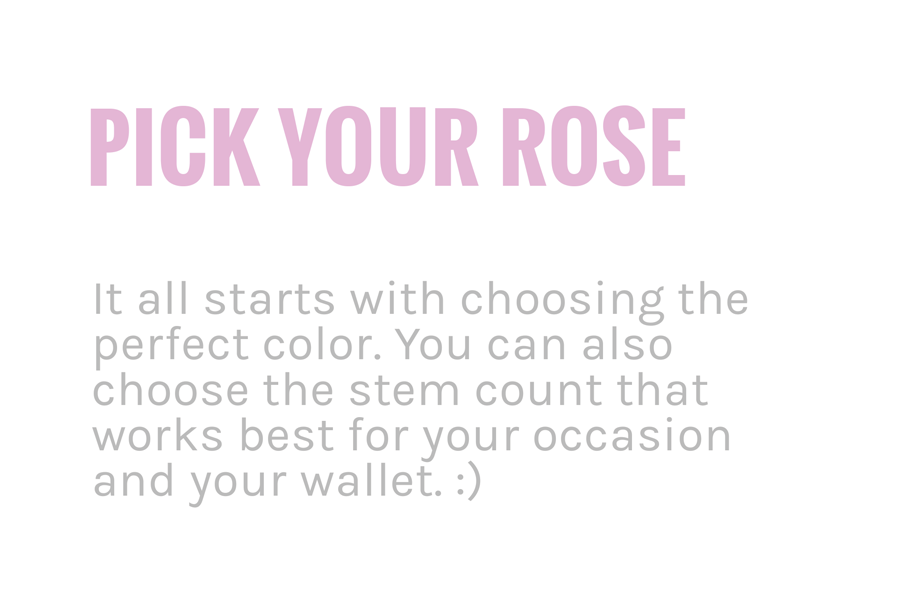 PICK YOUR ROSE
It all starts with choosing the
perfect color. You can also
choose the stem count that
works best for your occasion
and your wallet. :)